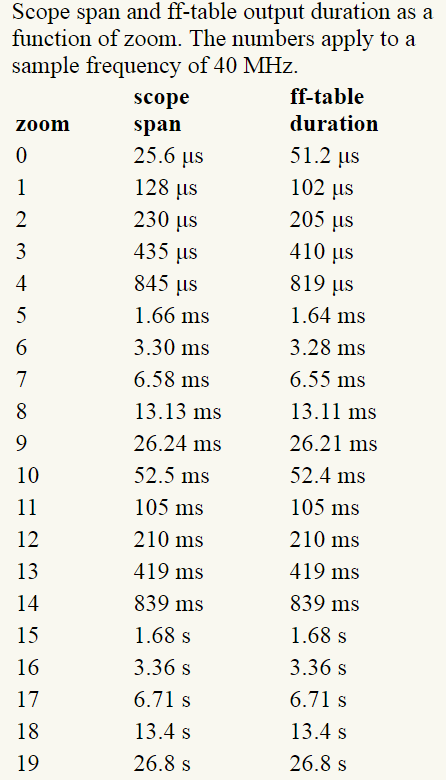 Scope span and ff-table output duration as a
function of zoom. The numbers apply to a
sample frequency of 40 MHz.
scope ff-table
zoom span duration
0 25.6 μs 51.2 μs
1 128 μs 102 μs
2 230 μs 205 μs
3 435 μs 410 μs
4 845 μs 819 μs
5 1.66 ms 1.64 ms
6 3.30 ms 3.28 ms
7 6.58 ms 6.55 ms
8 13.13 ms 13.11 ms
9 26.24 ms 26.21 ms
10 52.5 ms 52.4 ms
11 105 ms 105 ms
12 210 ms 210 ms
13 419 ms 419 ms
14 839 ms 839 ms
15 1.68 s 1.68 s
16 3.36 s 3.36 s
17 6.71 s 6.71 s
18 13.4 s 13.4 s
19 26.8 s 26.8 s